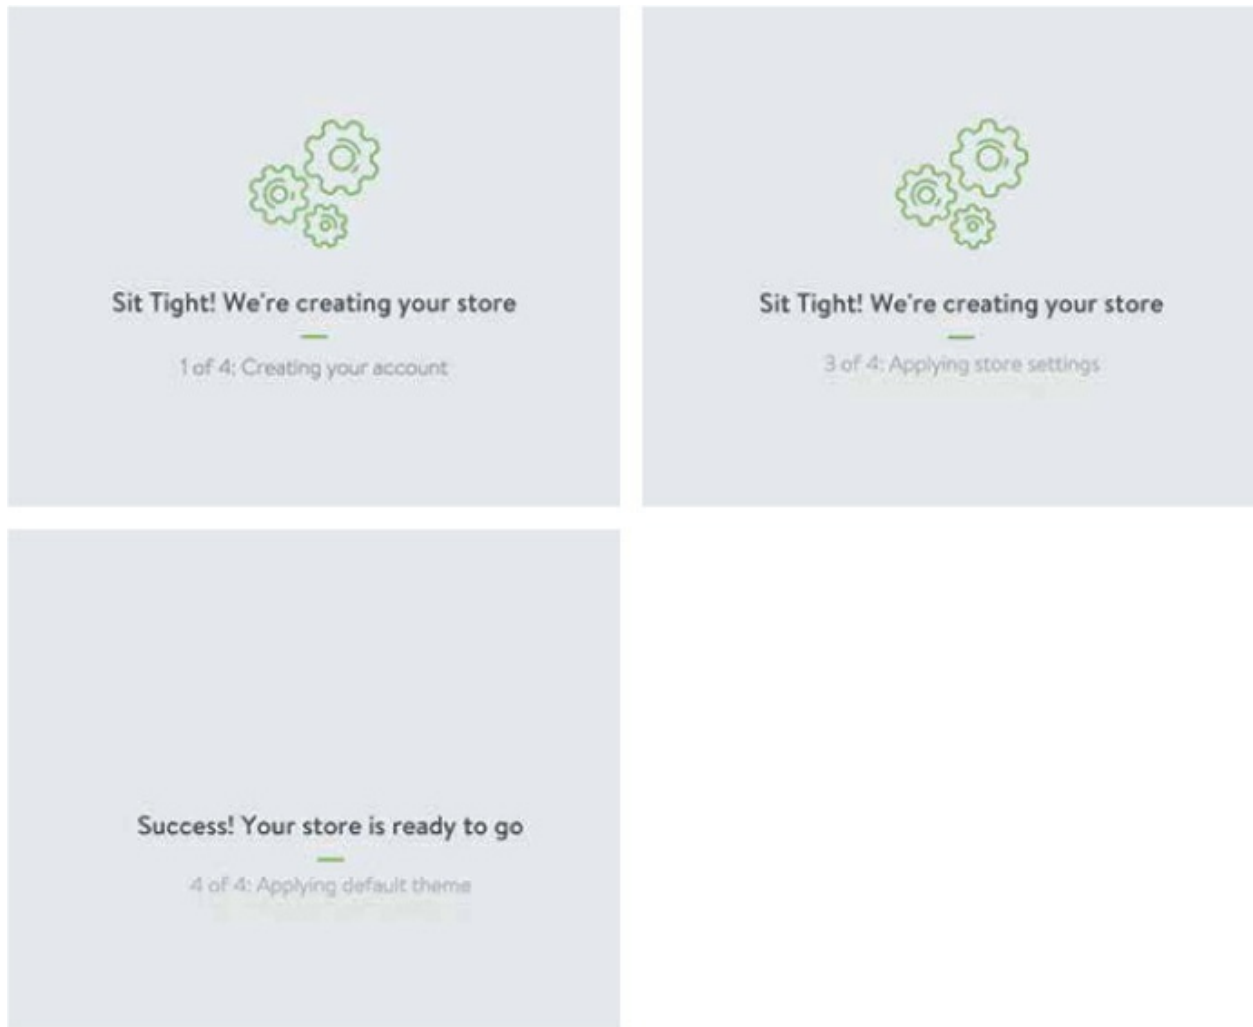 Sit Tight! We're creating your store
1 of 4: Creating your account
Sit Tight! We're creating your store
3 of 4: Applying store settings
Success! Your store is ready to go
4 of 4: Applying default theme